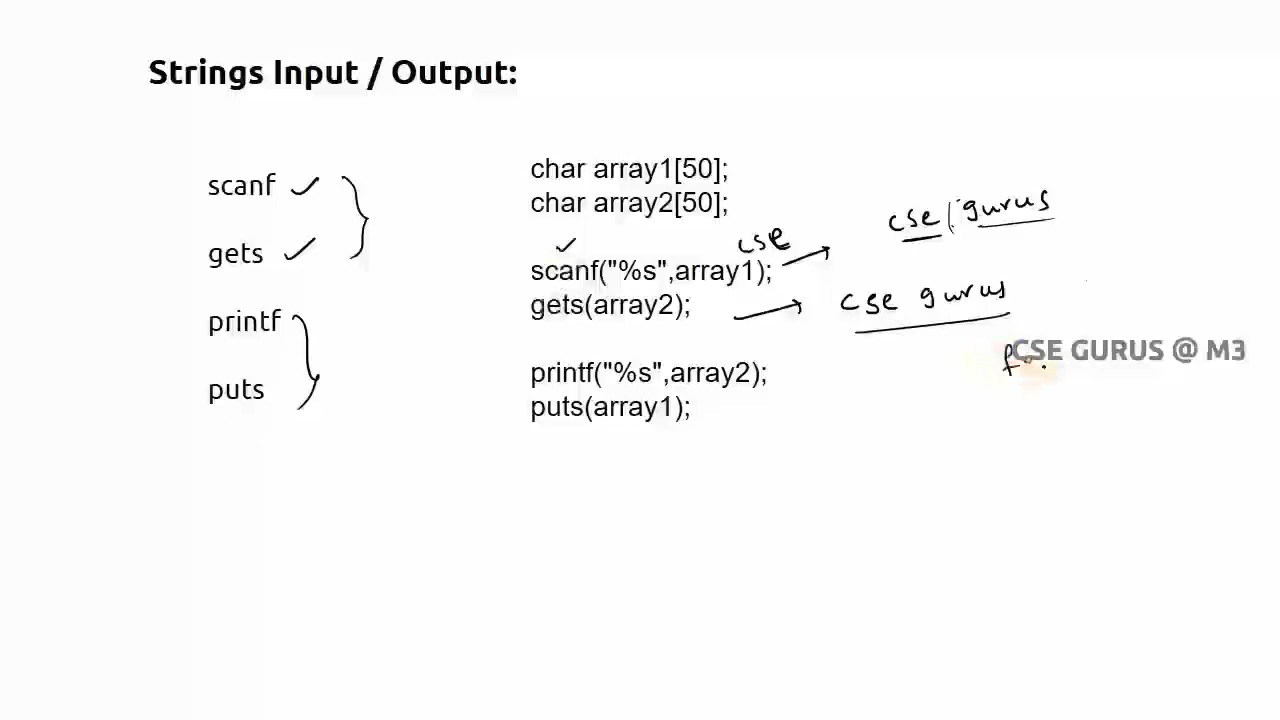 Strings Input / Output:
scanf
gets
printf
puts
char array1[50];
char array2[50];
cse
scanf("%s",array1);
gets(array2);
printf("%s",array2);
puts(array1);
cse gurus
cse gurus
CSE GURUS @ M3